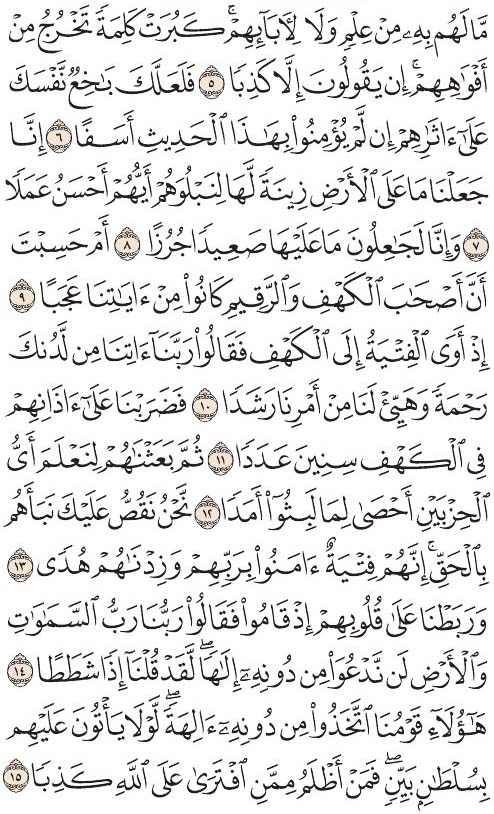 مَّا لَهُم بِهِۦ مِنْ عِلْمٍ وَلَا لِأٓبَآئِهِمْ ۚ كَبُرَتْ كَلِمَةً تَخْرُجُ مِنْ
أَفْوَٰهِهِمْ ۚ إِن يَقُولُونَ إِلَّا كَذِبًا ٥ فَلَعَلَّكَ بَٰخِعٌ نَّفْسَكَ
عَلَىٰٓ ءَاثَٰرِهِمْ إِن لَّمْ يُؤْمِنُوا۟ بِهَٰذَا ٱلْحَدِيثِ أَسَفًا ٦ إِنَّا
جَعَلْنَا مَا عَلَى ٱلْأَرْضِ زِينَةً لَّهَا لِنَبْلُوَهُمْ أَيُّهُمْ أَحْسَنُ عَمَلًا
٧ وَإِنَّا لَجَٰعِلُونَ مَا عَلَيْهَا صَعِيدًا جُرُزًا ٨ أَمْ حَسِبْتَ
أَنَّ أَصْحَٰبَ ٱلْكَهْفِ وَٱلرَّقِيمِ كَانُوا۟ مِنْ ءَايَٰتِنَا عَجَبًا ٩
إِذْ أَوَى ٱلْفِتْيَةُ إِلَى ٱلْكَهْفِ فَقَالُوا۟ رَبَّنَآ ءَاتِنَا مِن لَّدُنكَ
رَحْمَةً وَهَيِّئْ لَنَا مِنْ أَمْرِنَا رَشَدًا ١٠ فَضَرَبْنَا عَلَىٰٓ ءَاذَانِهِمْ
فِى ٱلْكَهْفِ سِنِينَ عَدَدًا ١١ ثُمَّ بَعَثْنَٰهُمْ لِنَعْلَمَ أَىُّ
ٱلْحِزْبَيْنِ أَحْصَىٰ لِمَا لَبِثُوٓا۟ أَمَدًا ١٢ نَّحْنُ نَقُصُّ عَلَيْكَ نَبَأَهُم
بِٱلْحَقِّ ۚ إِنَّهُمْ فِتْيَةٌ ءَامَنُوا۟ بِرَبِّهِمْ وَزِدْنَٰهُمْ هُدًى ١٣
وَرَبَطْنَا عَلَىٰ قُلُوبِهِمْ إِذْ قَامُوا۟ فَقَالُوا۟ رَبُّنَا رَبُّ ٱلسَّمَٰوَٰتِ
وَٱلْأَرْضِ لَن نَّدْعُوَا۟ مِن دُونِهِۦٓ إِلَٰهًا ۖ لَّقَدْ قُلْنَآ إِذًا شَطَطًا ١٤
هَٰٓؤُلَآءِ قَوْمُنَا ٱتَّخَذُوا۟ مِن دُونِهِۦٓ ءَالِهَةً ۖ لَّوْلَا يَأْتُونَ عَلَيْهِم
بِسُلْطَٰنٍۭ بَيِّنٍ ۖ فَمَنْ أَظْلَمُ مِمَّنِ ٱفْتَرَىٰ عَلَى ٱللَّهِ كَذِبًا ١٥